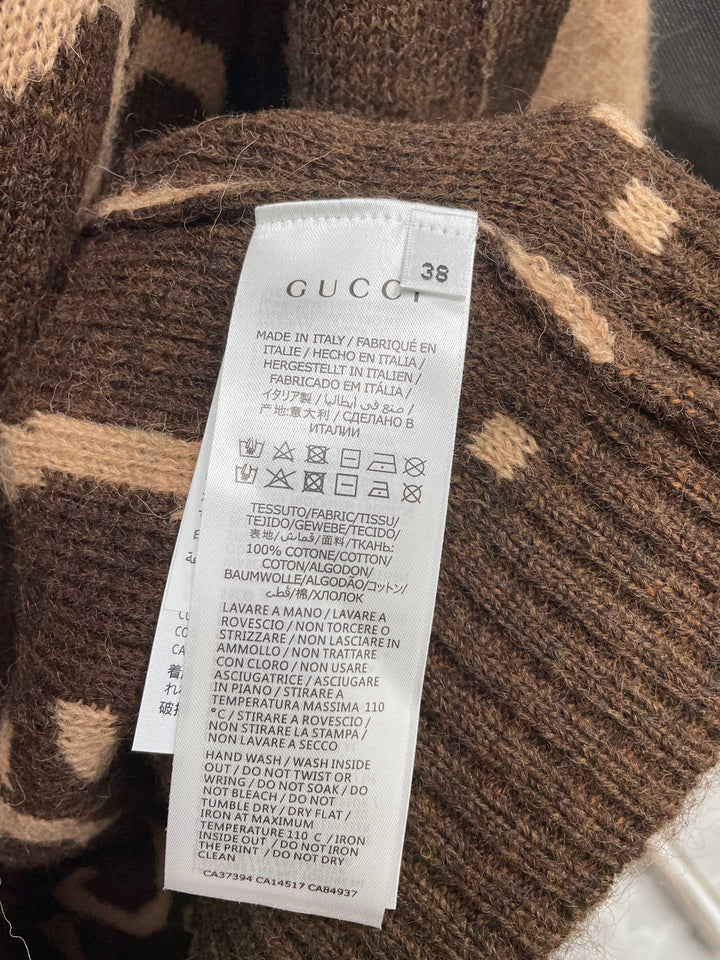 38
GUCCI
MADE IN ITALY / FABRIQUÉ EN
ITALIE / HECHO EN ITALIA /
HERGESTELLT IN ITALIEN /
FABRICADO EM ITÁLIA /
イタリア製 / صنع في إيطاليا /
产地:意大利 / СДЕЛАНО В
ИТАЛИИ
TESSUTO/FABRIC/TISSU/
TEJIDO/GEWEBE/TECIDO/
表地/قماش/面料/ТКАНЬ:
100% COTONE/COTTON/
COTON/ALGODON/
BAUMWOLLE/ALGODÃO/コットン/
قطن/棉/ХЛОПОК
LAVARE A MANO / LAVARE A
ROVESCIO / NON TORCERE O
STRIZZARE / NON LASCIARE IN
AMMOLLO / NON TRATTARE
CON CLORO / NON USARE
ASCIUGATRICE / ASCIUGARE
IN PIANO / STIRARE A
TEMPERATURA MASSIMA 110
°C / STIRARE A ROVESCIO /
NON STIRARE LA STAMPA /
NON LAVARE A SECCO
HAND WASH / WASH INSIDE
OUT / DO NOT TWIST OR
WRING / DO NOT SOAK / DO
NOT BLEACH / DO NOT
TUMBLE DRY / DRY FLAT /
IRON AT MAXIMUM
TEMPERATURE 110 C / IRON
INSIDE OUT / DO NOT IRON
THE PRINT / DO NOT DRY
CLEAN
CA37394 CA14517 CA84937
CO
CA
着
れ
破